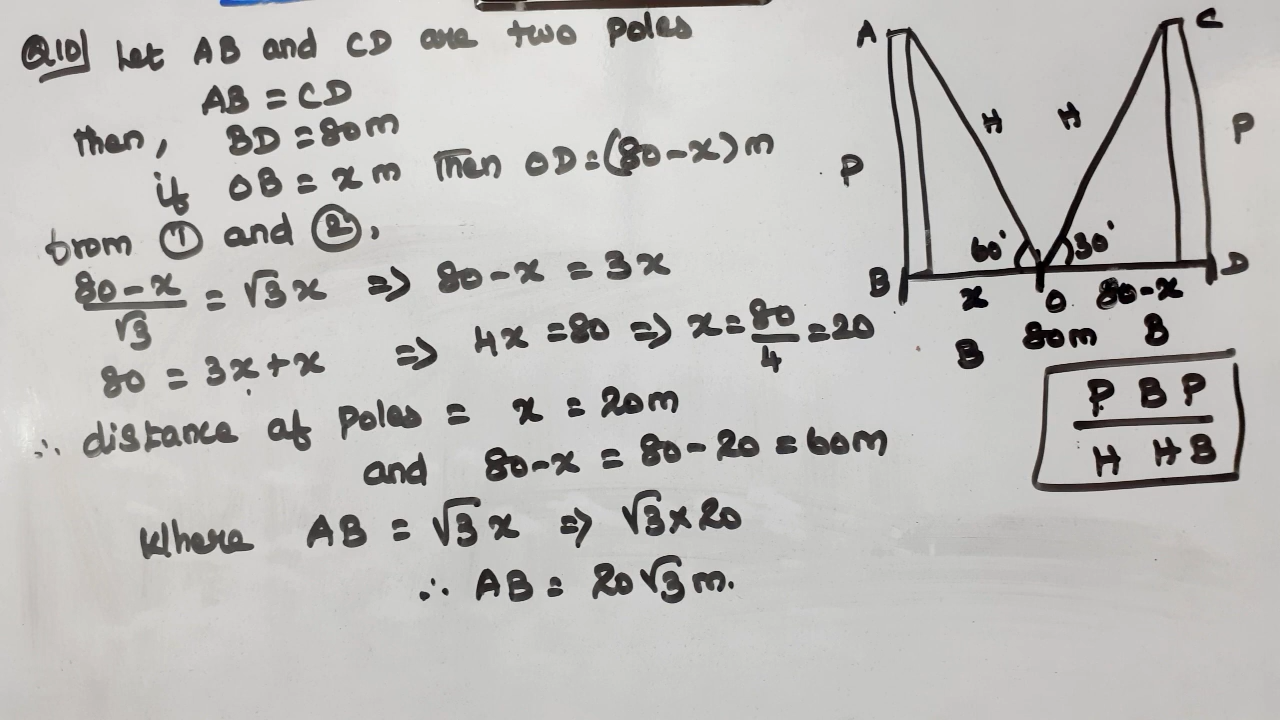 Q10) Let AB and CD are two poles
AB = CD
then, BD = 80m
if OB = x m Then OD = (80-x) m
from ① and ②,
80-x/√3 = √3x => 80-x = 3x
80 = 3x+x => 4x = 80 => x = 80/4 = 20
∴ distance of poles = x = 20m
and 80-x = 80-20 = 60m
Where AB = √3x => √3×20
∴ AB = 20√3 m.
A C
H H
P P
60° 30°
B x O 80-x D
B 80m B
P B P
H H B